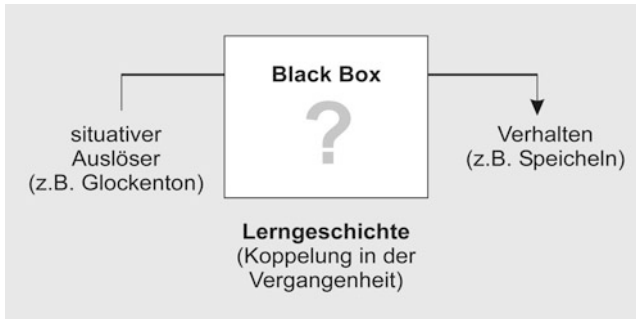 Black Box
?
situativer
Auslöser
(z.B. Glockenton)
Verhalten
(z.B. Speicheln)
Lerngeschichte
(Koppelung in der
Vergangenheit)